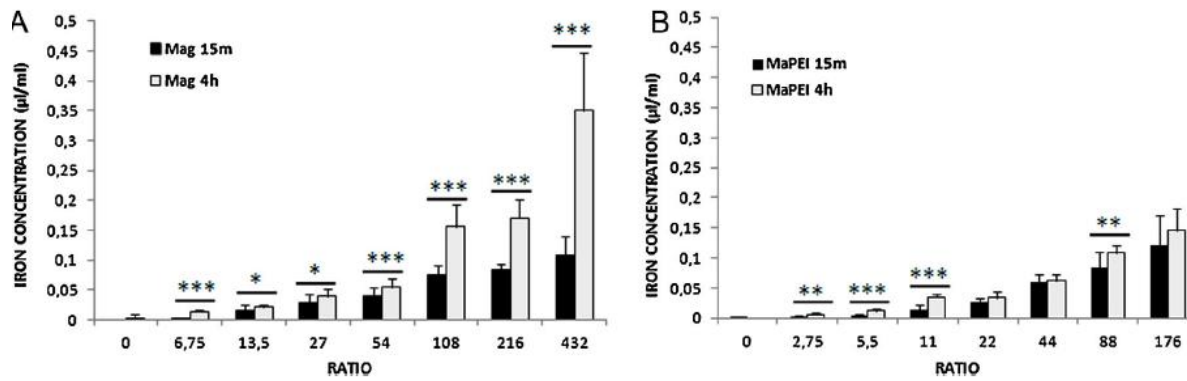 A
IRON CONCENTRATION (µl/ml)
0,5
0,45
0,4
0,35
0,3
0,25
0,2
0,15
0,1
0,05
0
Mag 15m
Mag 4h
***
*
*
***
***
***
***
0 6,75 13,5 27 54 108 216 432
RATIO
B
IRON CONCENTRATION (µl/ml)
0,5
0,45
0,4
0,35
0,3
0,25
0,2
0,15
0,1
0,05
0
MaPEI 15m
MaPEI 4h
**
***
***
**
0 2,75 5,5 11 22 44 88 176
RATIO